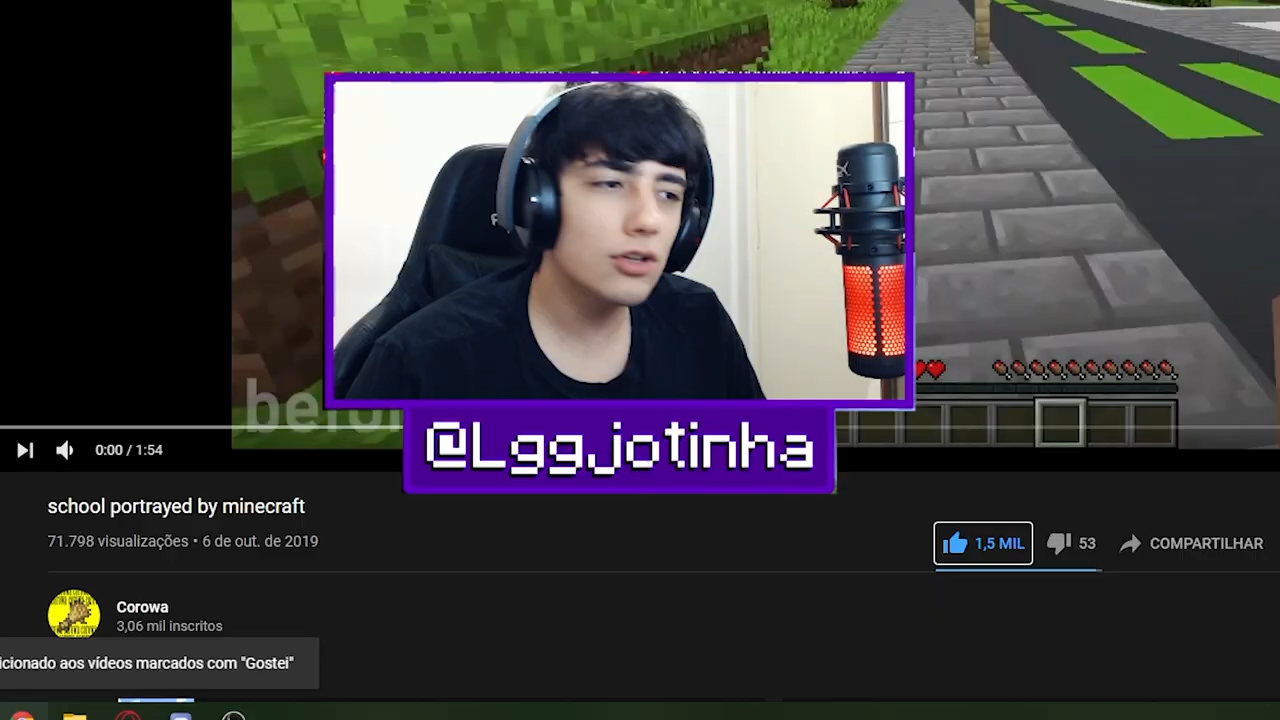 before
@Lggjotinha
0:00 / 1:54
school portrayed by minecraft
71.798 visualizações • 6 de out. de 2019
1,5 MIL
53
COMPARTILHAR
Corowa
3,06 mil inscritos
icionado aos vídeos marcados com "Gostei"